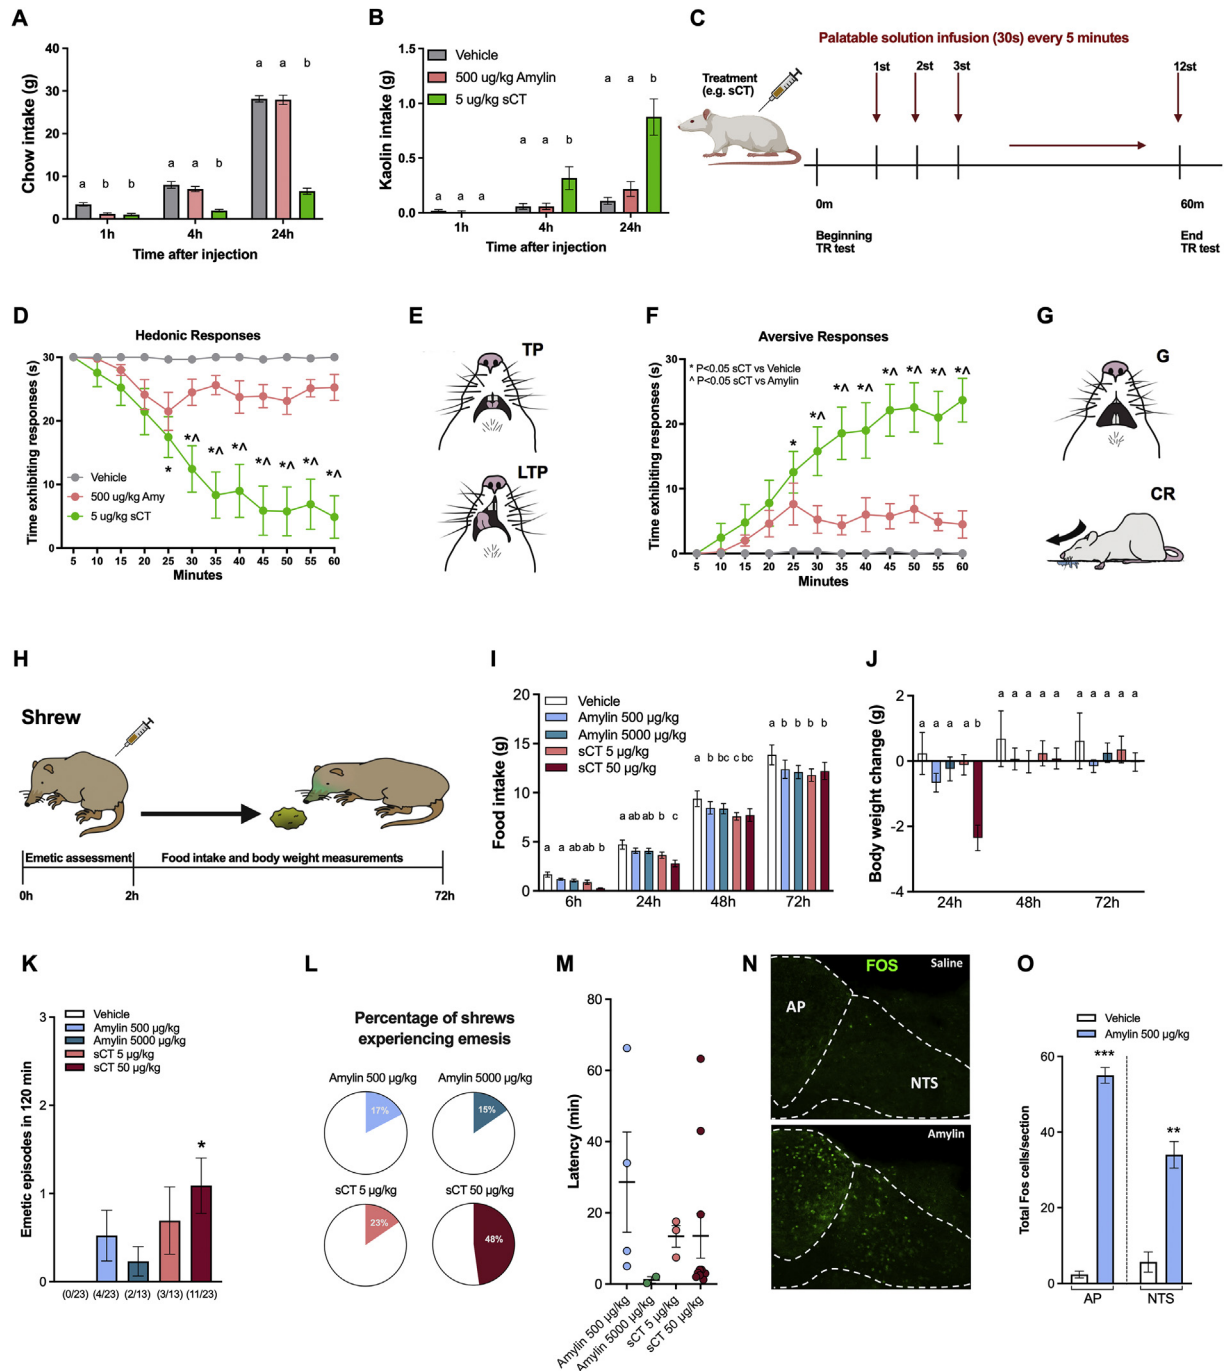 A
Chow intake (g)
40
30
20
10
0
a b b
a a b
a a b
1h 4h 24h
Time after injection
B
Kaolin intake (g)
1.5
1.0
0.5
0.0
Vehicle
500 ug/kg Amylin
5 ug/kg sCT
a a a
a a b
a a b
1h 4h 24h
Time after injection
C
Palatable solution infusion (30s) every 5 minutes
Treatment
(e.g. sCT)
1st 2st 3st 12st
0m 60m
Beginning
TR test
End
TR test
D
Hedonic Responses
Time exhibiting responses (s)
30
20
10
0
Vehicle
500 ug/kg Amy
5 ug/kg sCT
* *^ *^ *^ *^ *^ *^ *^
5 10 15 20 25 30 35 40 45 50 55 60
Minutes
E
TP
LTP
F
Aversive Responses
Time exhibiting responses (s)
30
20
10
0
* P<0.05 sCT vs Vehicle
^ P<0.05 sCT vs Amylin
* *^ *^ *^ *^ *^ *^ *^
5 10 15 20 25 30 35 40 45 50 55 60
Minutes
G
G
CR
H
Shrew
Emetic assessment
Food intake and body weight measurements
0h 2h 72h
I
Food intake (g)
20
15
10
5
0
Vehicle
Amylin 500 µg/kg
Amylin 5000 µg/kg
sCT 5 µg/kg
sCT 50 µg/kg
a a ab ab b
a ab ab b c
a b bc c bc
a b b b b
6h 24h 48h 72h
J
Body weight change (g)
2
0
-2
-4
a a a a b
a a a a a
a a a a a
24h 48h 72h
K
Emetic episodes in 120 min
3
2
1
0
Vehicle
Amylin 500 µg/kg
Amylin 5000 µg/kg
sCT 5 µg/kg
sCT 50 µg/kg
*
(0/23) (4/23) (2/13) (3/13) (11/23)
L
Percentage of shrews
experiencing emesis
Amylin 500 µg/kg Amylin 5000 µg/kg
17% 15%
sCT 5 µg/kg sCT 50 µg/kg
23% 48%
M
Latency (min)
80
60
40
20
0
Amylin 500 µg/kg
Amylin 5000 µg/kg
sCT 5 µg/kg
sCT 50 µg/kg
N
FOS
Saline
AP
NTS
Amylin
O
Total Fos cells/section
Vehicle
Amylin 500 µg/kg
60
40
20
0
***
**
AP NTS